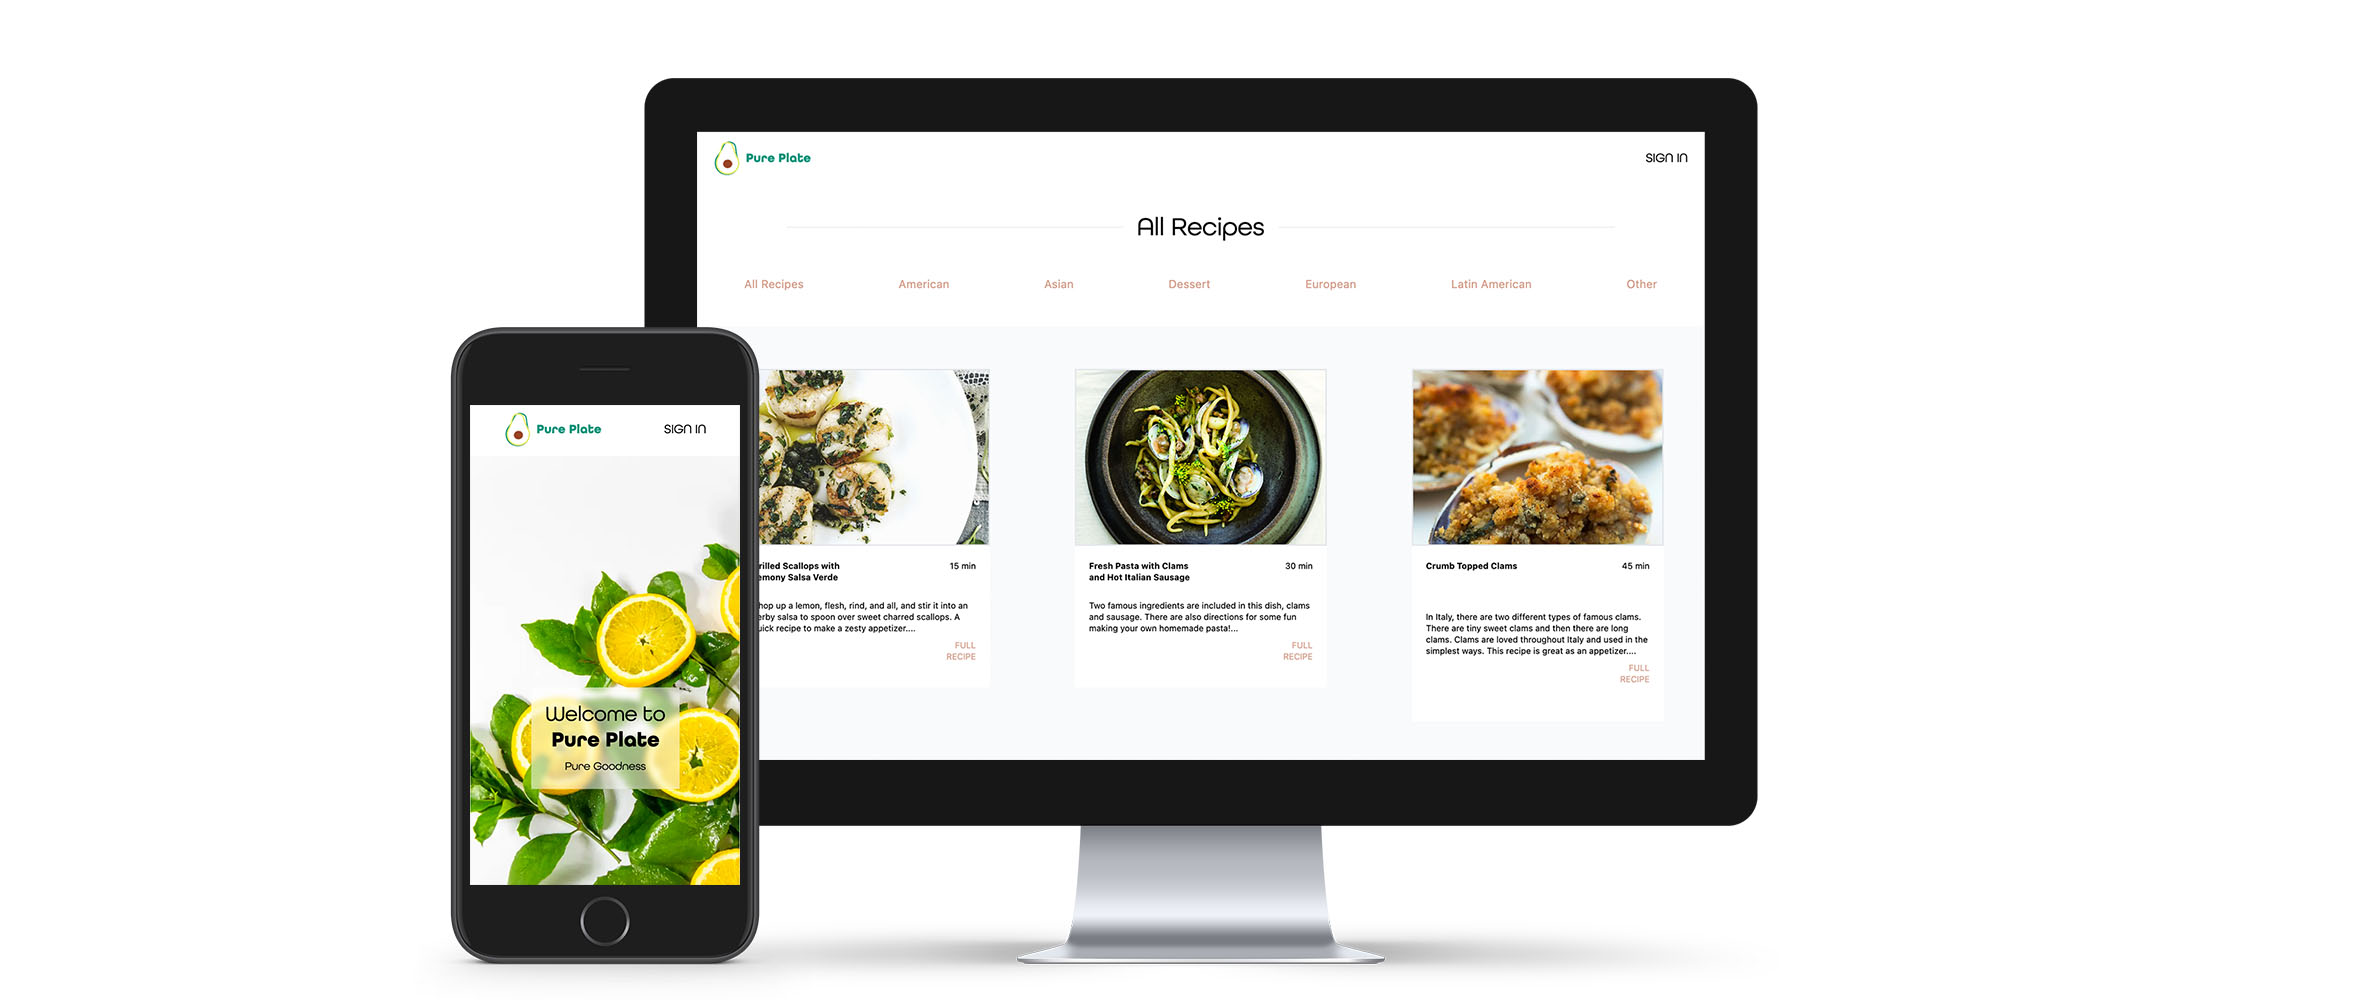 Pure Plate
SIGN IN
All Recipes
All Recipes
American
Asian
Dessert
European
Latin American
Other
rilled Scallops with
emony Salsa Verde
15 min
hop up a lemon, flesh, rind, and all, and stir it into an
erby salsa to spoon over sweet charred scallops. A
uick recipe to make a zesty appetizer....
FULL
RECIPE
Fresh Pasta with Clams
and Hot Italian Sausage
30 min
Two famous ingredients are included in this dish, clams
and sausage. There are also directions for some fun
making your own homemade pasta!...
FULL
RECIPE
Crumb Topped Clams
45 min
In Italy, there are two different types of famous clams.
There are tiny sweet clams and then there are long
clams. Clams are loved throughout Italy and used in the
simplest ways. This recipe is great as an appetizer....
FULL
RECIPE
Pure Plate
SIGN IN
Welcome to
Pure Plate
Pure Goodness